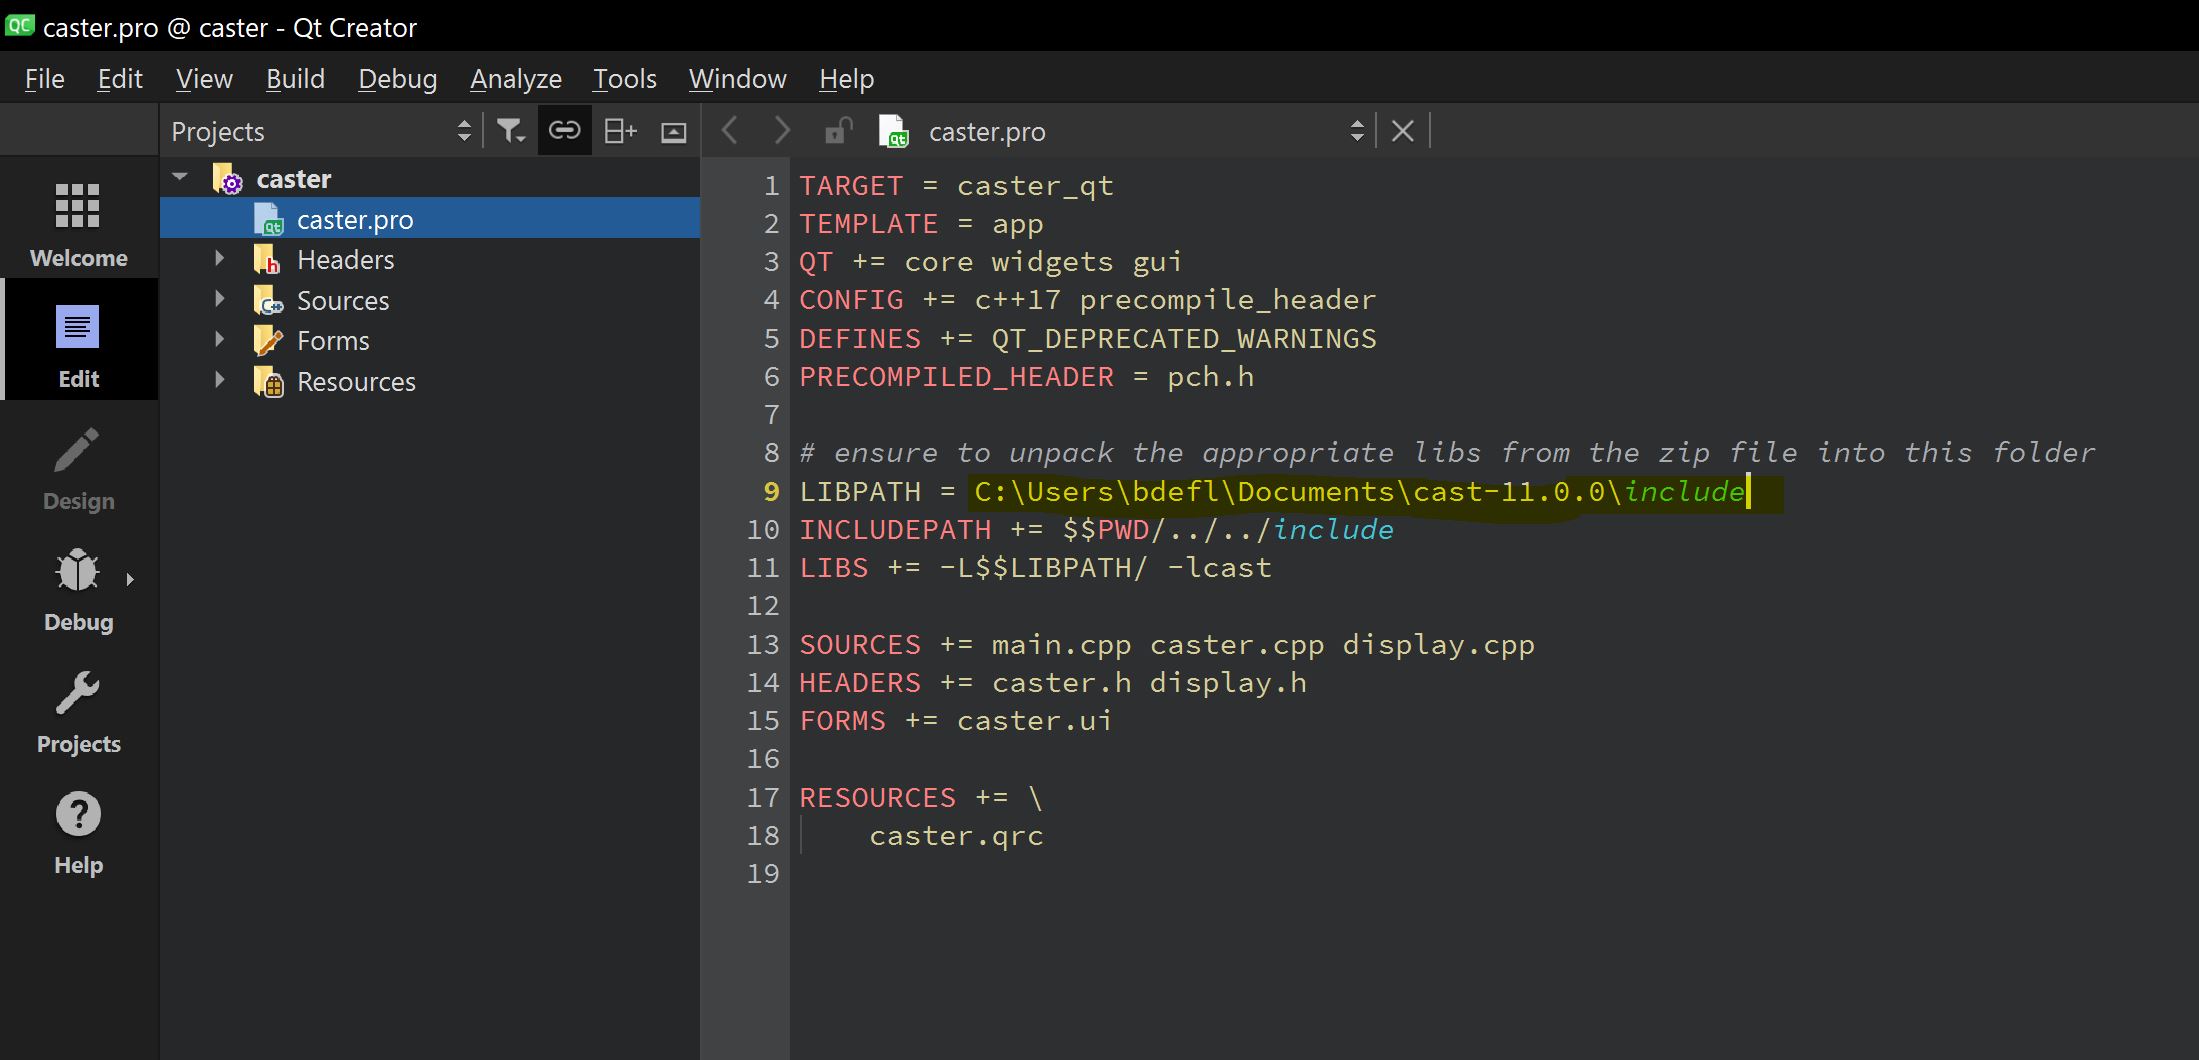 QC caster.pro @ caster - Qt Creator
File Edit View Build Debug Analyze Tools Window Help
Projects
caster.pro
Welcome
Edit
Design
Debug
Projects
Help
caster
caster.pro
Headers
Sources
Forms
Resources
1 TARGET = caster_qt
2 TEMPLATE = app
3 QT += core widgets gui
4 CONFIG += c++17 precompile_header
5 DEFINES += QT_DEPRECATED_WARNINGS
6 PRECOMPILED_HEADER = pch.h
7
8 # ensure to unpack the appropriate libs from the zip file into this folder
9 LIBPATH = C:\Users\bdefl\Documents\cast-11.0.0\include
10 INCLUDEPATH += $$PWD/../../include
11 LIBS += -L$$LIBPATH/ -lcast
12
13 SOURCES += main.cpp caster.cpp display.cpp
14 HEADERS += caster.h display.h
15 FORMS += caster.ui
16
17 RESOURCES += \
18 caster.qrc
19